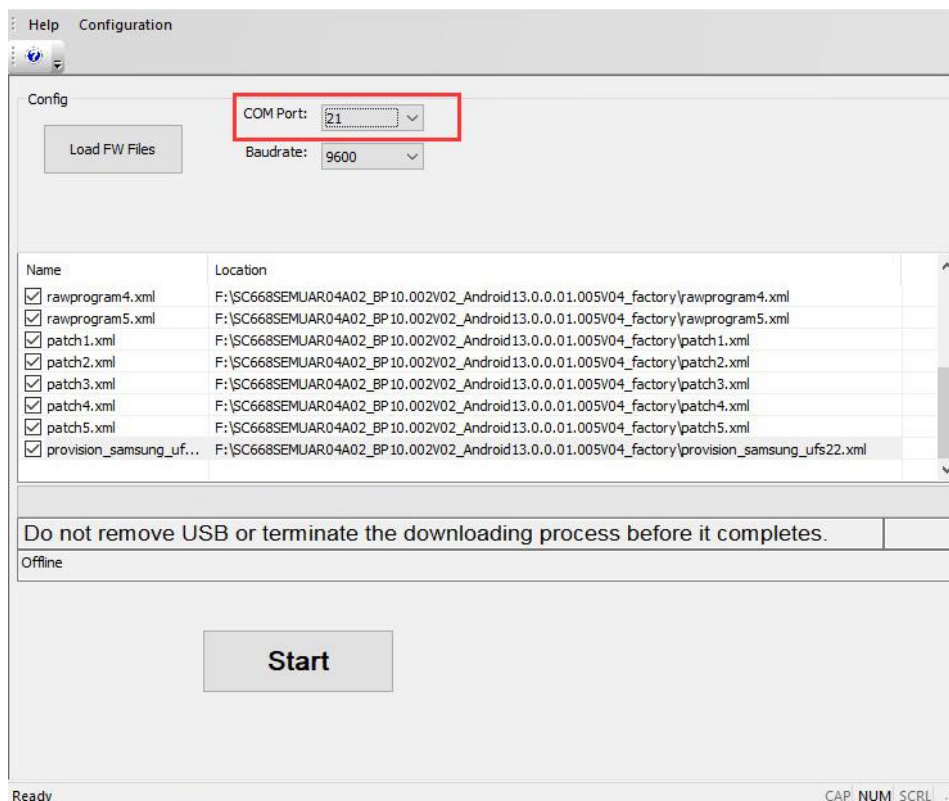 Help Configuration
Config
COM Port: 21
Load FW Files
Baudrate: 9600
Name Location
rawprogram4.xml F:\SC668SEMUAR04A02_BP10.002V02_Android13.0.0.01.005V04_factory\rawprogram4.xml
rawprogram5.xml F:\SC668SEMUAR04A02_BP10.002V02_Android13.0.0.01.005V04_factory\rawprogram5.xml
patch1.xml F:\SC668SEMUAR04A02_BP10.002V02_Android13.0.0.01.005V04_factory\patch1.xml
patch2.xml F:\SC668SEMUAR04A02_BP10.002V02_Android13.0.0.01.005V04_factory\patch2.xml
patch3.xml F:\SC668SEMUAR04A02_BP10.002V02_Android13.0.0.01.005V04_factory\patch3.xml
patch4.xml F:\SC668SEMUAR04A02_BP10.002V02_Android13.0.0.01.005V04_factory\patch4.xml
patch5.xml F:\SC668SEMUAR04A02_BP10.002V02_Android13.0.0.01.005V04_factory\patch5.xml
provision_samsung_uf... F:\SC668SEMUAR04A02_BP10.002V02_Android13.0.0.01.005V04_factory\provision_samsung_ufs22.xml
Do not remove USB or terminate the downloading process before it completes.
Offline
Start
Ready CAP NUM SCRL